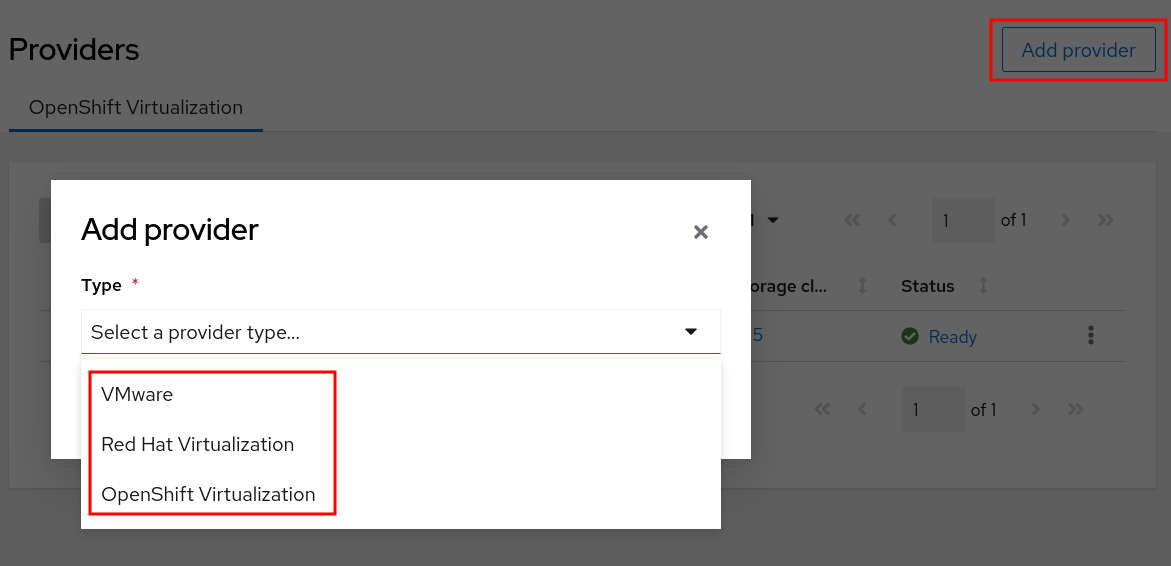 Providers
Add provider
OpenShift Virtualization
Add provider
Type *
Select a provider type...
VMware
Red Hat Virtualization
OpenShift Virtualization
1 of 1
orage cl... Status
5 Ready
1 of 1